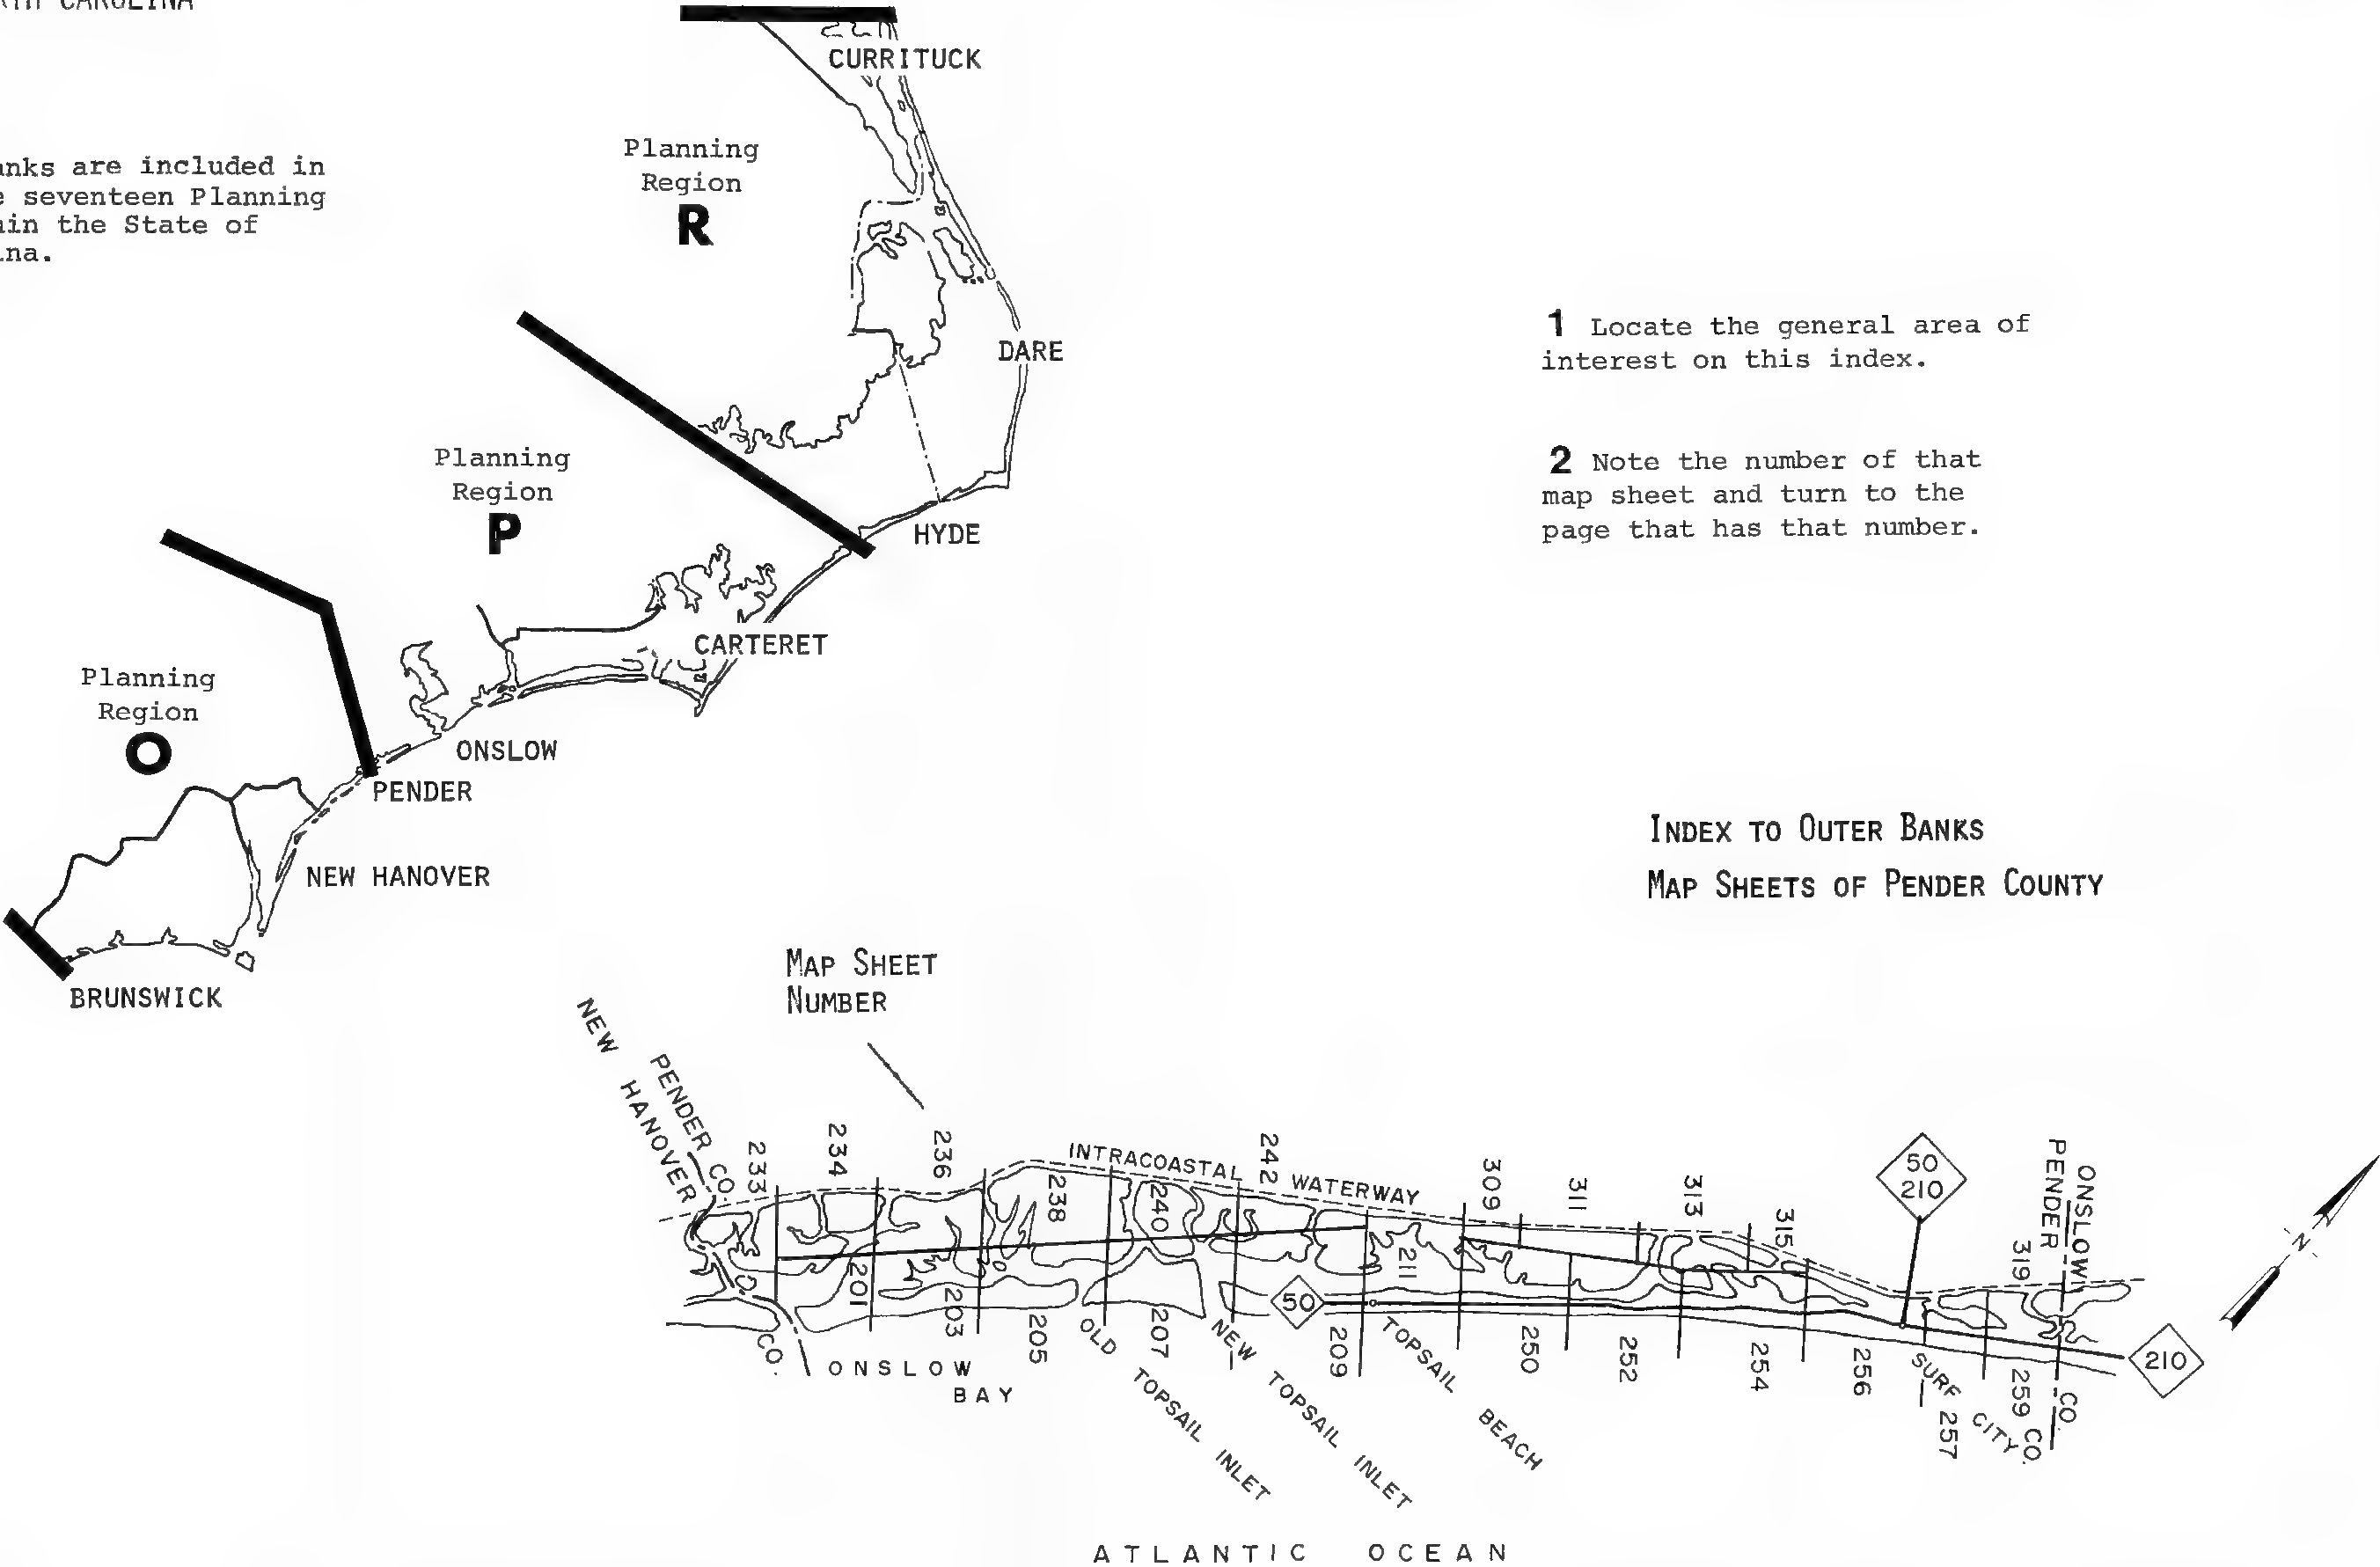 CAROLINA
are included in
seventeen Planning
the State of
CURRITUCK
Planning
Region
R
DARE
Planning
Region
P
HYDE
CARTERET
Planning
Region
O
ONSLOW
PENDER
NEW HANOVER
BRUNSWICK
1 Locate the general area of
interest on this index.
2 Note the number of that
map sheet and turn to the
page that has that number.
INDEX TO OUTER BANKS
MAP SHEETS OF PENDER COUNTY
MAP SHEET
NUMBER
NEW HANOVER CO.
PENDER CO.
233
234
236
238
INTRACOASTAL WATERWAY
240
242
309
311
313
315
50
210
319
PENDER CO.
ONSLOW CO.
N
201
203
205
207
209
211
50
250
252
254
256
257
259
210
ONSLOW
BAY
OLD TOPSAIL INLET
NEW TOPSAIL INLET
TOPSAIL BEACH
SURF CITY
ATLANTIC OCEAN